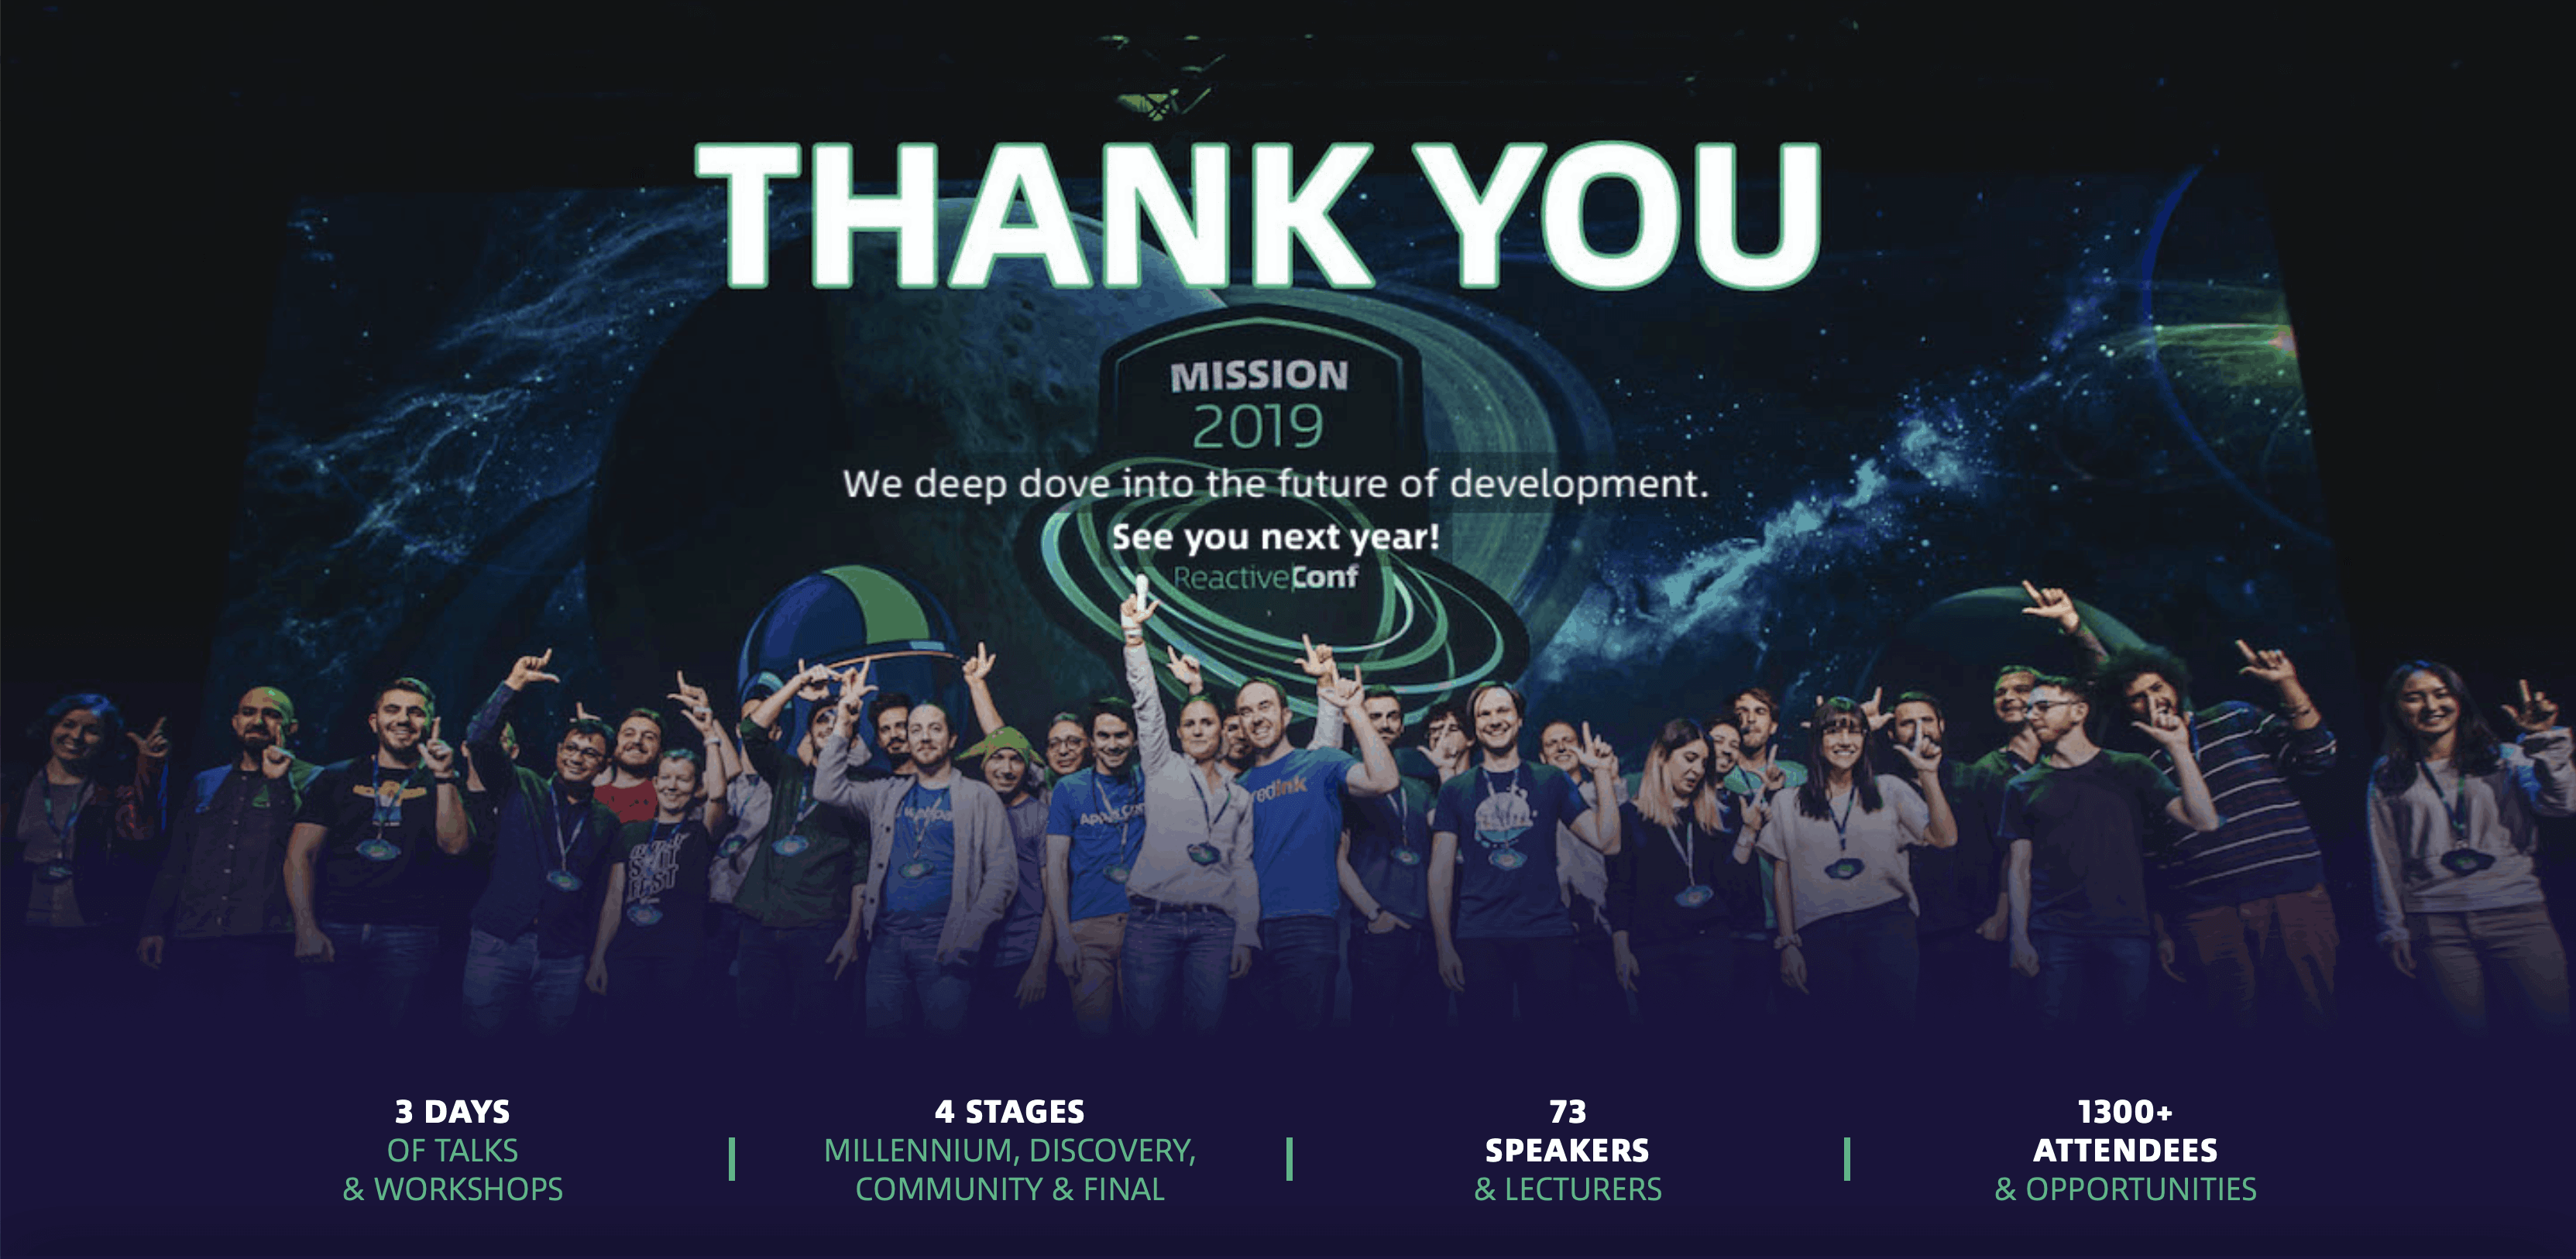 THANK YOU
MISSION
2019
We deep dove into the future of development.
See you next year!
ReactiveConf
redlink
3 DAYS
OF TALKS
& WORKSHOPS
4 STAGES
MILLENNIUM, DISCOVERY,
COMMUNITY & FINAL
73
SPEAKERS
& LECTURERS
1300+
ATTENDEES
& OPPORTUNITIES